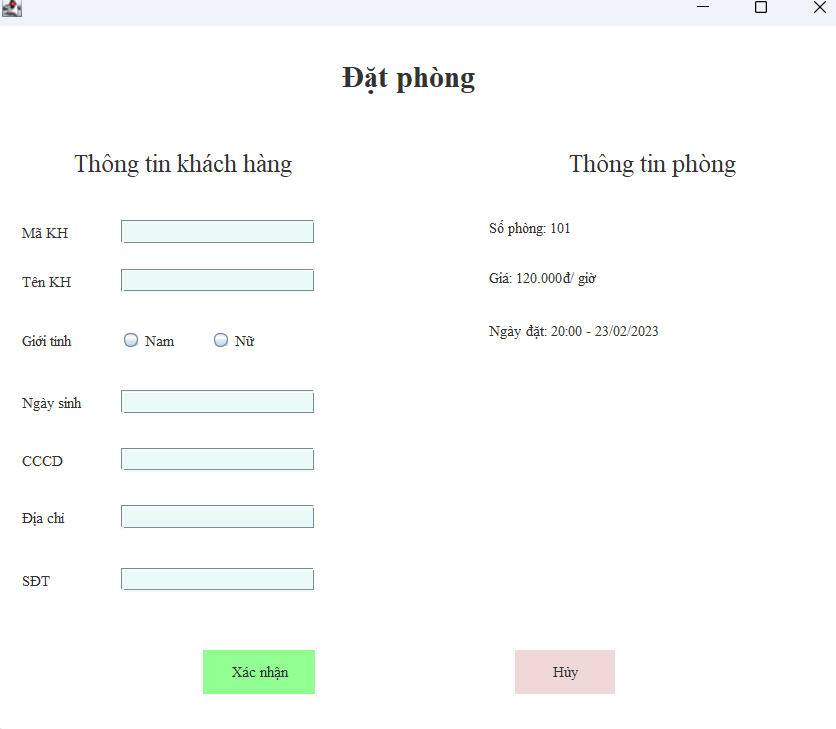 Đặt phòng
Thông tin khách hàng
Thông tin phòng
Mã KH
Số phòng: 101
Tên KH
Giá: 120.000đ/ giờ
Giới tính
Nam
Nữ
Ngày đặt: 20:00 - 23/02/2023
Ngày sinh
CCCD
Địa chỉ
SĐT
Xác nhận
Hủy